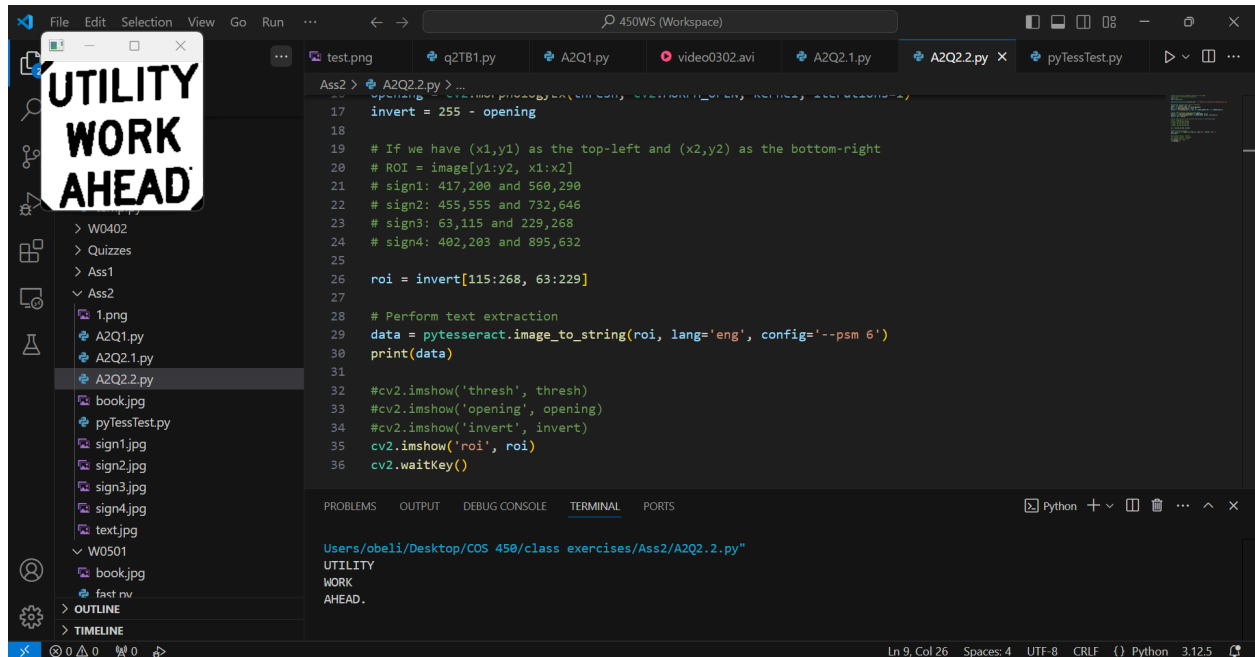 File Edit Selection View Go Run ... 450WS (Workspace)
test.png q2TB1.py A2Q1.py video0302.avi A2Q2.1.py A2Q2.2.py pyTessTest.py
UTILITY
WORK
AHEAD
Ass2 > A2Q2.2.py > ...
17 invert = 255 - opening
18
19 # If we have (x1,y1) as the top-left and (x2,y2) as the bottom-right
20 # ROI = image[y1:y2, x1:x2]
21 # sign1: 417,200 and 560,290
22 # sign2: 455,555 and 732,646
23 # sign3: 63,115 and 229,268
24 # sign4: 402,203 and 895,632
25
26 roi = invert[115:268, 63:229]
27
28 # Perform text extraction
29 data = pytesseract.image_to_string(roi, lang='eng', config='--psm 6')
30 print(data)
31
32 #cv2.imshow('thresh', thresh)
33 #cv2.imshow('opening', opening)
34 #cv2.imshow('invert', invert)
35 cv2.imshow('roi', roi)
36 cv2.waitKey()
2
> W0402
> Quizzes
> Ass1
Ass2
1.png
A2Q1.py
A2Q2.1.py
A2Q2.2.py
book.jpg
pyTessTest.py
sign1.jpg
sign2.jpg
sign3.jpg
sign4.jpg
text.jpg
W0501
book.jpg
> OUTLINE
> TIMELINE
PROBLEMS OUTPUT DEBUG CONSOLE TERMINAL PORTS Python
Users/obeli/Desktop/COS 450/class exercises/Ass2/A2Q2.2.py"
UTILITY
WORK
AHEAD.
0 0 0 Ln 9, Col 26 Spaces: 4 UTF-8 CRLF {} Python 3.12.5